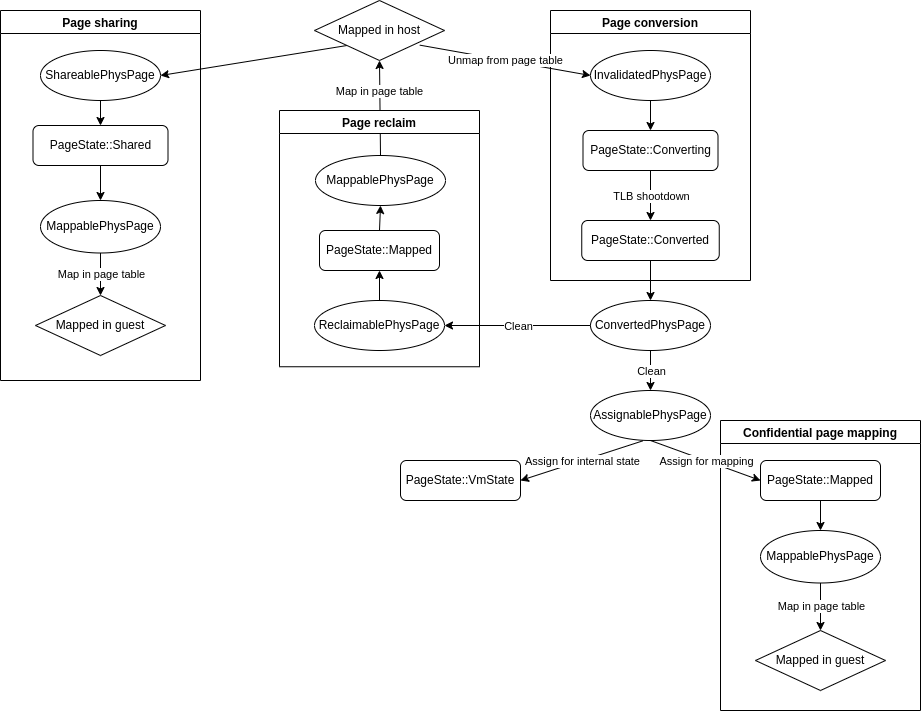 Page sharing
Mapped in host
Page conversion
ShareablePhysPage
Unmap from page table
InvalidatedPhysPage
Map in page table
Page reclaim
PageState::Shared
PageState::Converting
MappablePhysPage
TLB shootdown
MappablePhysPage
PageState::Mapped
PageState::Converted
Map in page table
Mapped in guest
ReclaimablePhysPage
Clean
ConvertedPhysPage
Clean
AssignablePhysPage
Confidential page mapping
Assign for internal state
Assign for mapping
PageState::VmState
PageState::Mapped
MappablePhysPage
Map in page table
Mapped in guest